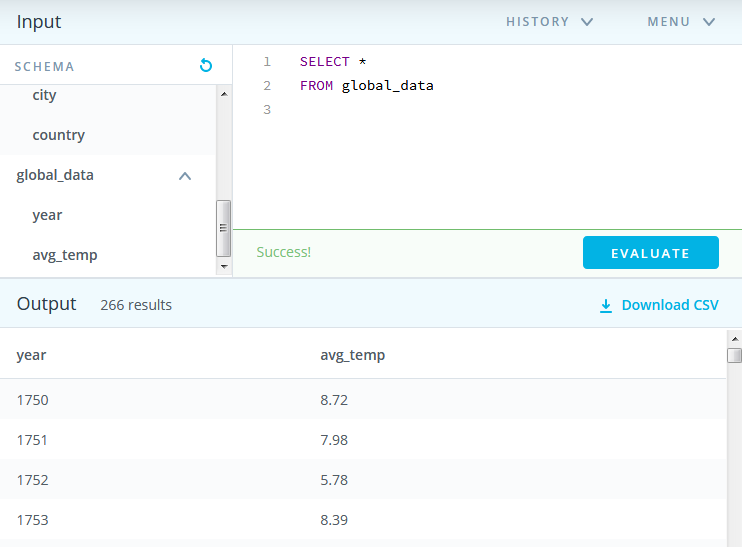 Input
HISTORY
MENU
SCHEMA
city
country
global_data
year
avg_temp
1 SELECT *
2 FROM global_data
3
Success!
EVALUATE
Output 266 results
Download CSV
year avg_temp
1750 8.72
1751 7.98
1752 5.78
1753 8.39